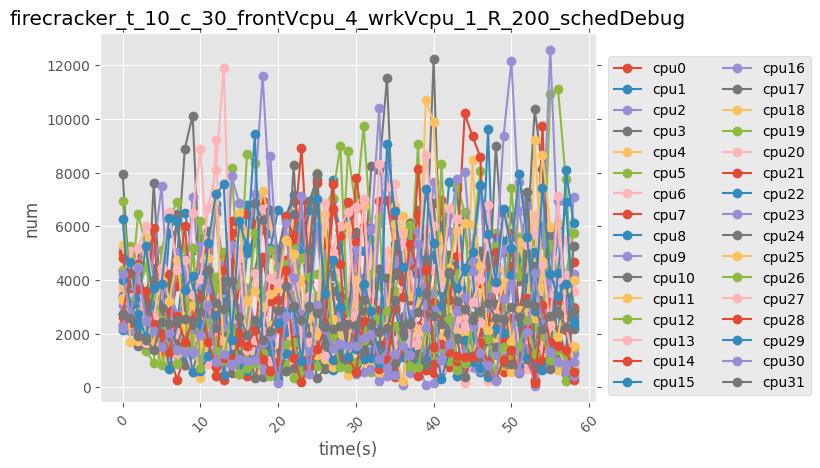 firecracker_t_10_c_30_frontVcpu_4_wrkVcpu_1_R_200_schedDebug
12000
10000
8000
6000
4000
2000
0
num
0
10
20
30
40
50
60
time(s)
cpu0
cpu1
cpu2
cpu3
cpu4
cpu5
cpu6
cpu7
cpu8
cpu9
cpu10
cpu11
cpu12
cpu13
cpu14
cpu15
cpu16
cpu17
cpu18
cpu19
cpu20
cpu21
cpu22
cpu23
cpu24
cpu25
cpu26
cpu27
cpu28
cpu29
cpu30
cpu31